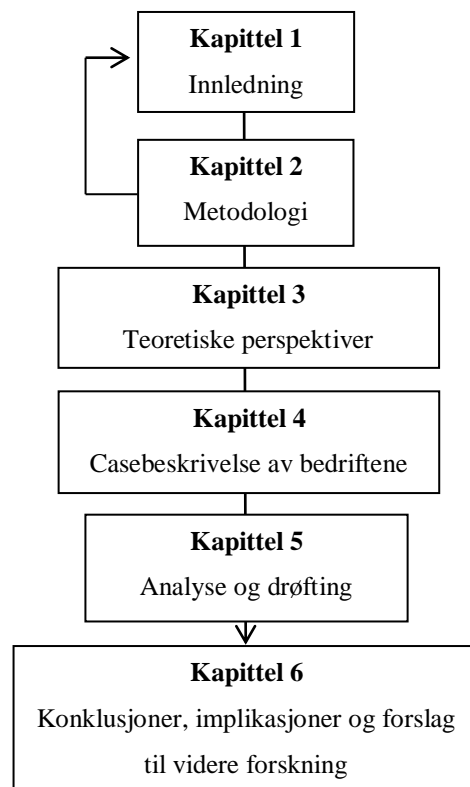 Kapittel 1
Innledning
Kapittel 2
Metodologi
Kapittel 3
Teoretiske perspektiver
Kapittel 4
Casebeskrivelse av bedriftene
Kapittel 5
Analyse og drøfting
Kapittel 6
Konklusjoner, implikasjoner og forslag
til videre forskning